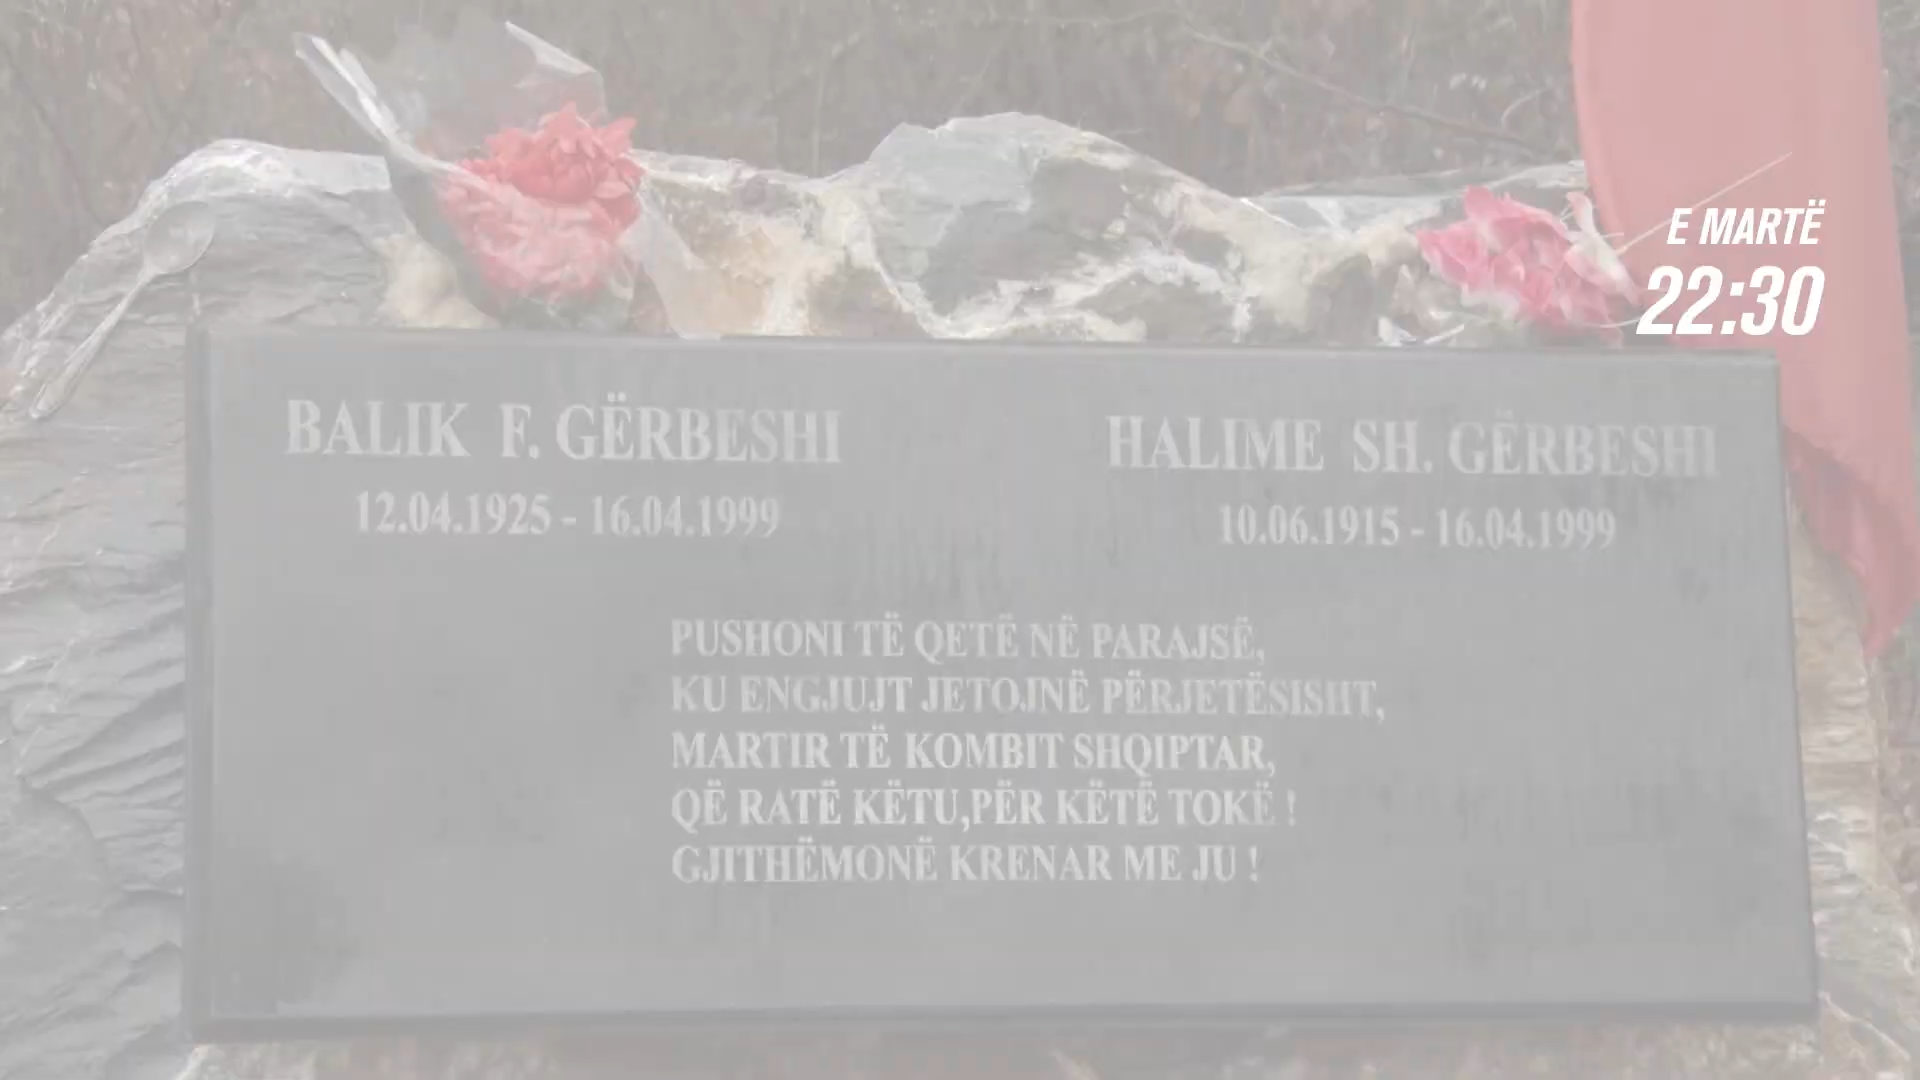 E MARTË
22:30
BALIK F. GËRBESHI
12.04.1925 - 16.04.1999
HALIME SH. GËRBESHI
10.06.1915 - 16.04.1999
PUSHONI TË QETË NË PARAJSË,
KU ENGJUJT JETOJNË PËRJETËSISHT,
MARTIR TË KOMBIT SHQIPTAR,
QË RATË KËTU,PËR KËTË TOKË !
GJITHËMONË KRENAR ME JU !